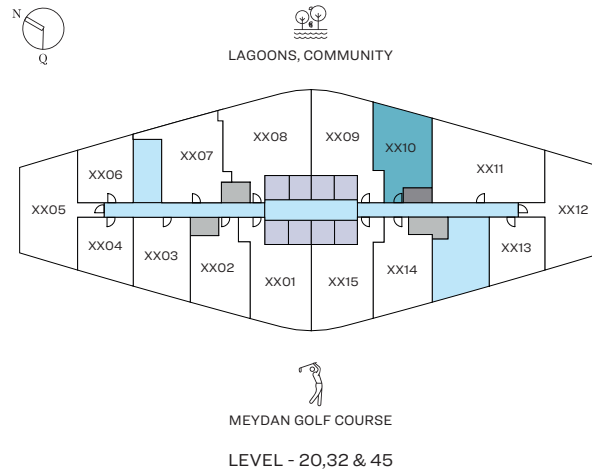 N
Q
LAGOONS, COMMUNITY
XX08
XX09
XX07
XX10
XX06
XX11
XX05
XX12
XX04
XX03
XX02
XX01
XX15
XX14
XX13
MEYDAN GOLF COURSE
LEVEL - 20,32 & 45